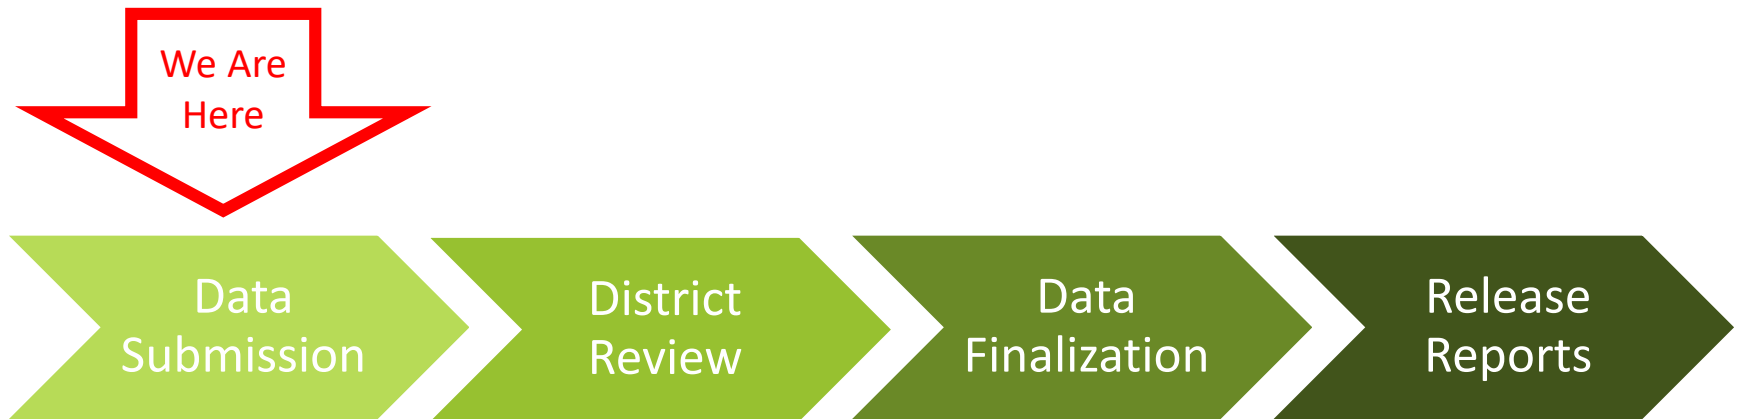 We Are
Here
Data
Submission
District
Review
Data
Finalization
Release
Reports